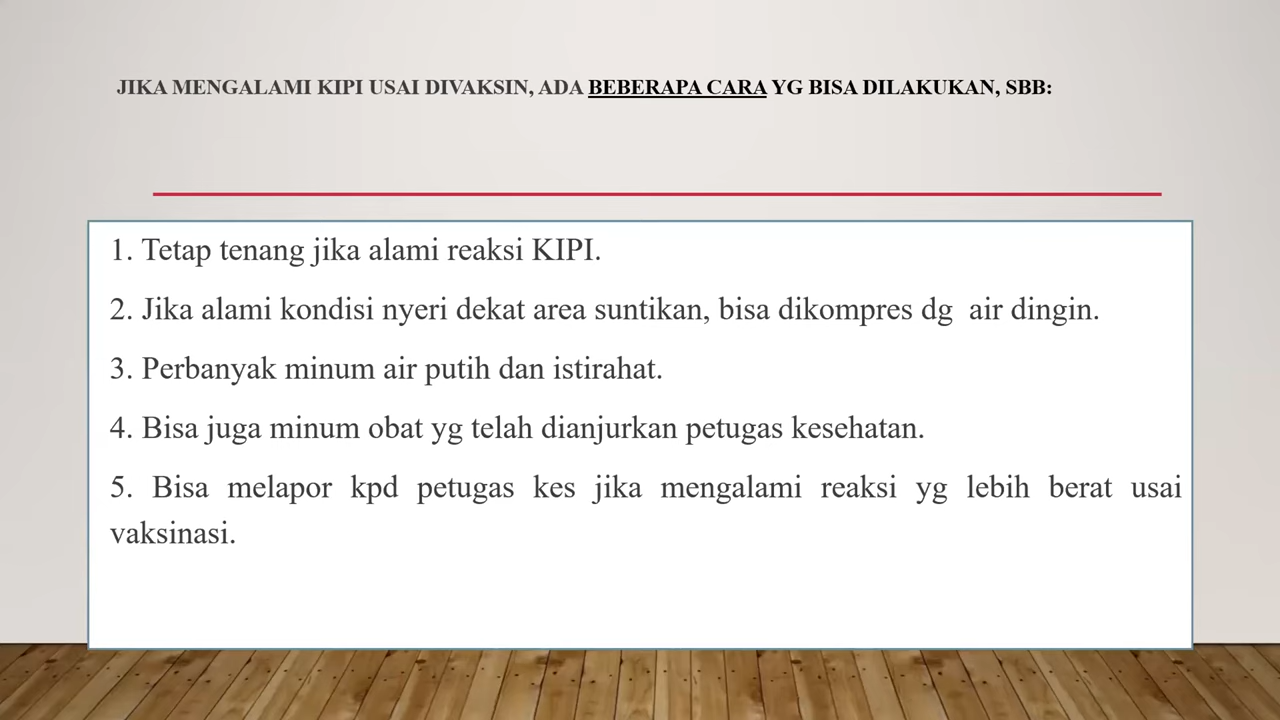 JIKA MENGALAMI KIPI USAI DIVAKSIN, ADA BEBERAPA CARA YG BISA DILAKUKAN, SBB:
1. Tetap tenang jika alami reaksi KIPI.
2. Jika alami kondisi nyeri dekat area suntikan, bisa dikompres dg  air dingin.
3. Perbanyak minum air putih dan istirahat.
4. Bisa juga minum obat yg telah dianjurkan petugas kesehatan.
5. Bisa melapor kpd petugas kes jika mengalami reaksi yg lebih berat usai
vaksinasi.